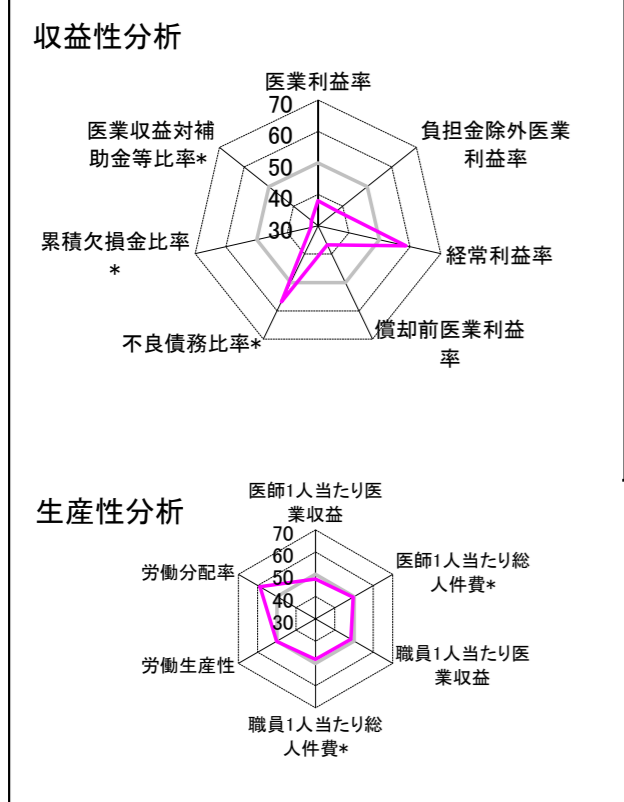 収益性分析
医業利益率
70
60
50
40
30
負担金除外医業
利益率
経常利益率
償却前医業利益
率
不良債務比率*
累積欠損金比率
*
医業収益対補
助金等比率*
生産性分析
医師1人当たり医
業収益
70
60
50
40
30
医師1人当たり総
人件費*
職員1人当たり医
業収益
職員1人当たり総
人件費*
労働生産性
労働分配率